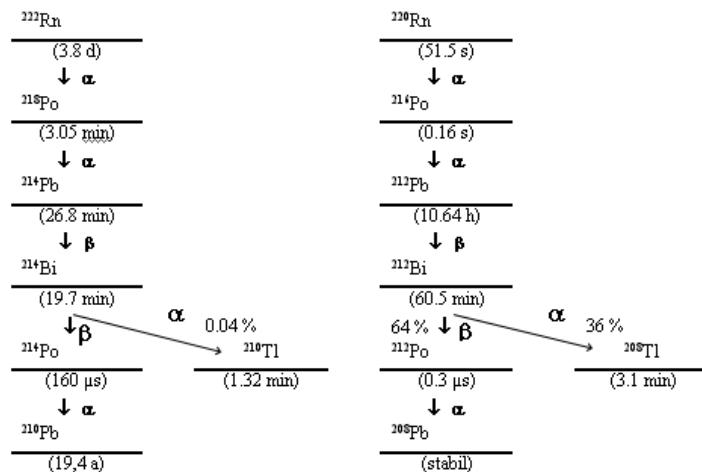 ²²²Rn
(3.8 d)
↓ α
²¹⁸Po
(3.05 min)
↓ α
²¹⁴Pb
(26.8 min)
↓ β
²¹⁴Bi
(19.7 min)
↓ β
α 0.04 %
²¹⁴Po
²¹⁰Tl
(160 μs)
(1.32 min)
↓ α
²¹⁰Pb
(19,4 a)
²²⁰Rn
(51.5 s)
↓ α
²¹⁶Po
(0.16 s)
↓ α
²¹²Pb
(10.64 h)
↓ β
²¹²Bi
(60.5 min)
64 % ↓ β
α 36 %
²¹²Po
²⁰⁸Tl
(0.3 μs)
(3.1 min)
↓ α
²⁰⁸Pb
(stabil)